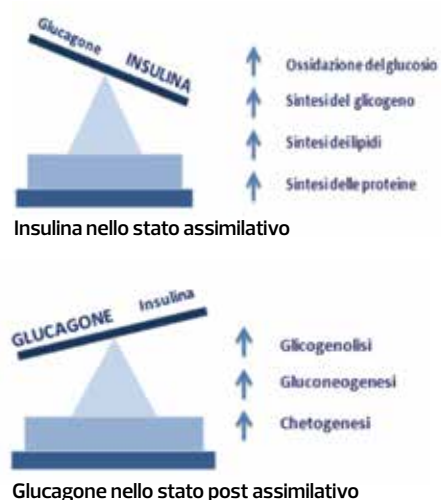 Glucagone INSULINA
Ossidazione del glucosio
Sintesi del glicogeno
Sintesi dei lipidi
Sintesi delle proteine
Insulina nello stato assimilativo
GLUCAGONE Insulina
Glicogenolisi
Gluconeogenesi
Chetogenesi
Glucagone nello stato post assimilativo